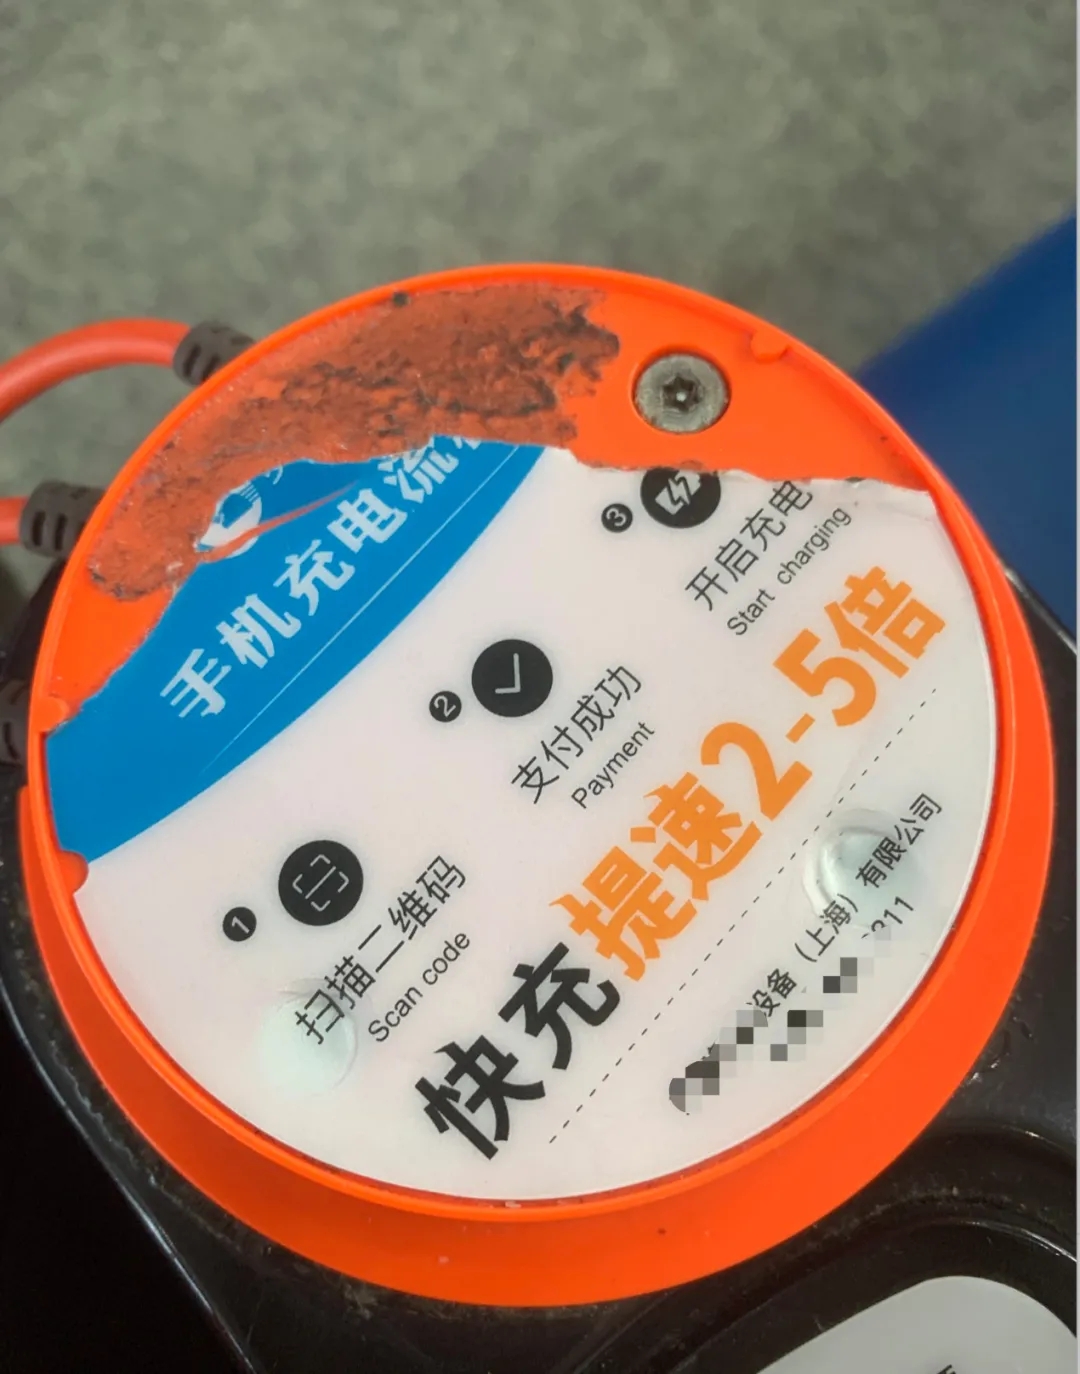 手机充电流
1
扫描二维码
Scan code
2
支付成功
Payment
3
开启充电
Start charging
快充提速2-5倍
设备（上海）有限公司
211